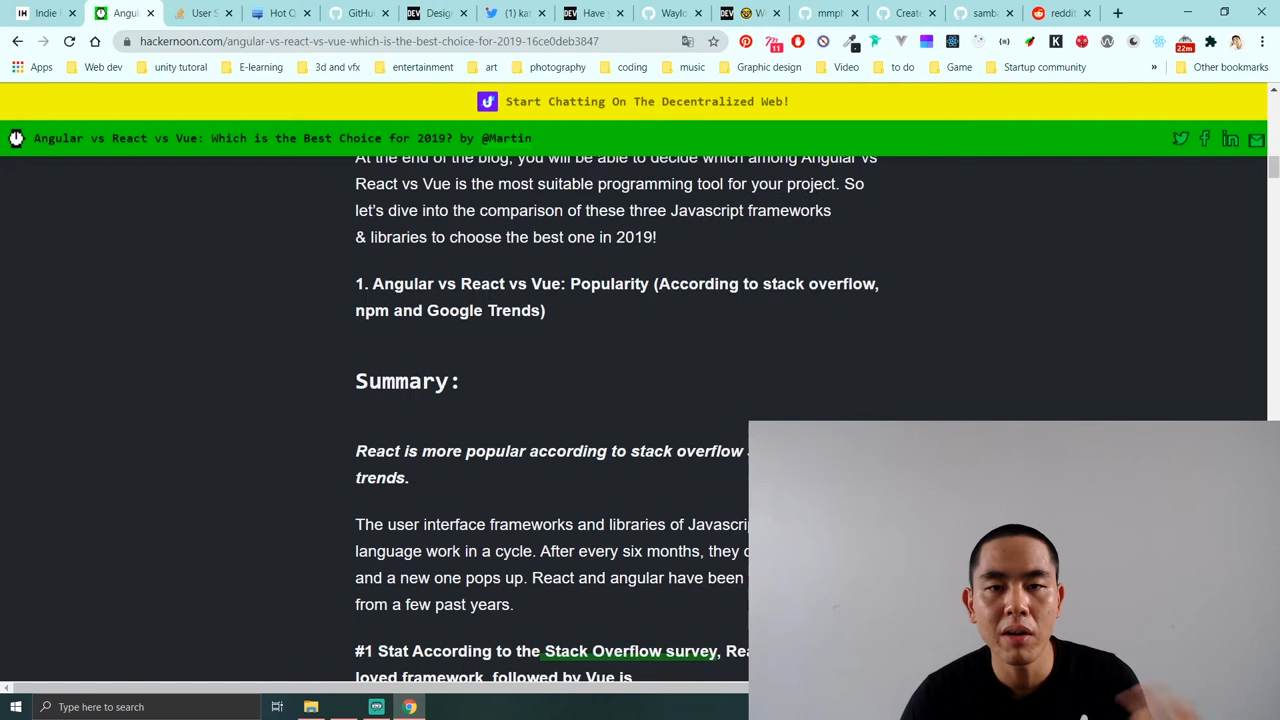 Indie H
Angul
User S
Hot C
GitHub
Design
(1) kat
Have y
Waylo
W
mmph
Create
samba
reddit
hackernoon.com/angular-vs-react-vs-vue-which-is-the-best-choice-for-2019-16ce0deb3847
11
22m
Apps Web dev unity tutoral E-learning 3d and vfx entertainment photography coding music Graphic design Video to do Game Startup community » Other bookmarks
Start Chatting On The Decentralized Web!
Angular vs React vs Vue: Which is the Best Choice for 2019? by @Martin
At the end of the blog, you will be able to decide which among Angular vs
React vs Vue is the most suitable programming tool for your project. So
let's dive into the comparison of these three Javascript frameworks
& libraries to choose the best one in 2019!
1. Angular vs React vs Vue: Popularity (According to stack overflow,
npm and Google Trends)
Summary:
React is more popular according to stack overflow
trends.
The user interface frameworks and libraries of Javascri
language work in a cycle. After every six months, they
and a new one pops up. React and angular have been
from a few past years.
#1 Stat According to the Stack Overflow survey, Rea
loved framework, followed by Vue is
Type here to search